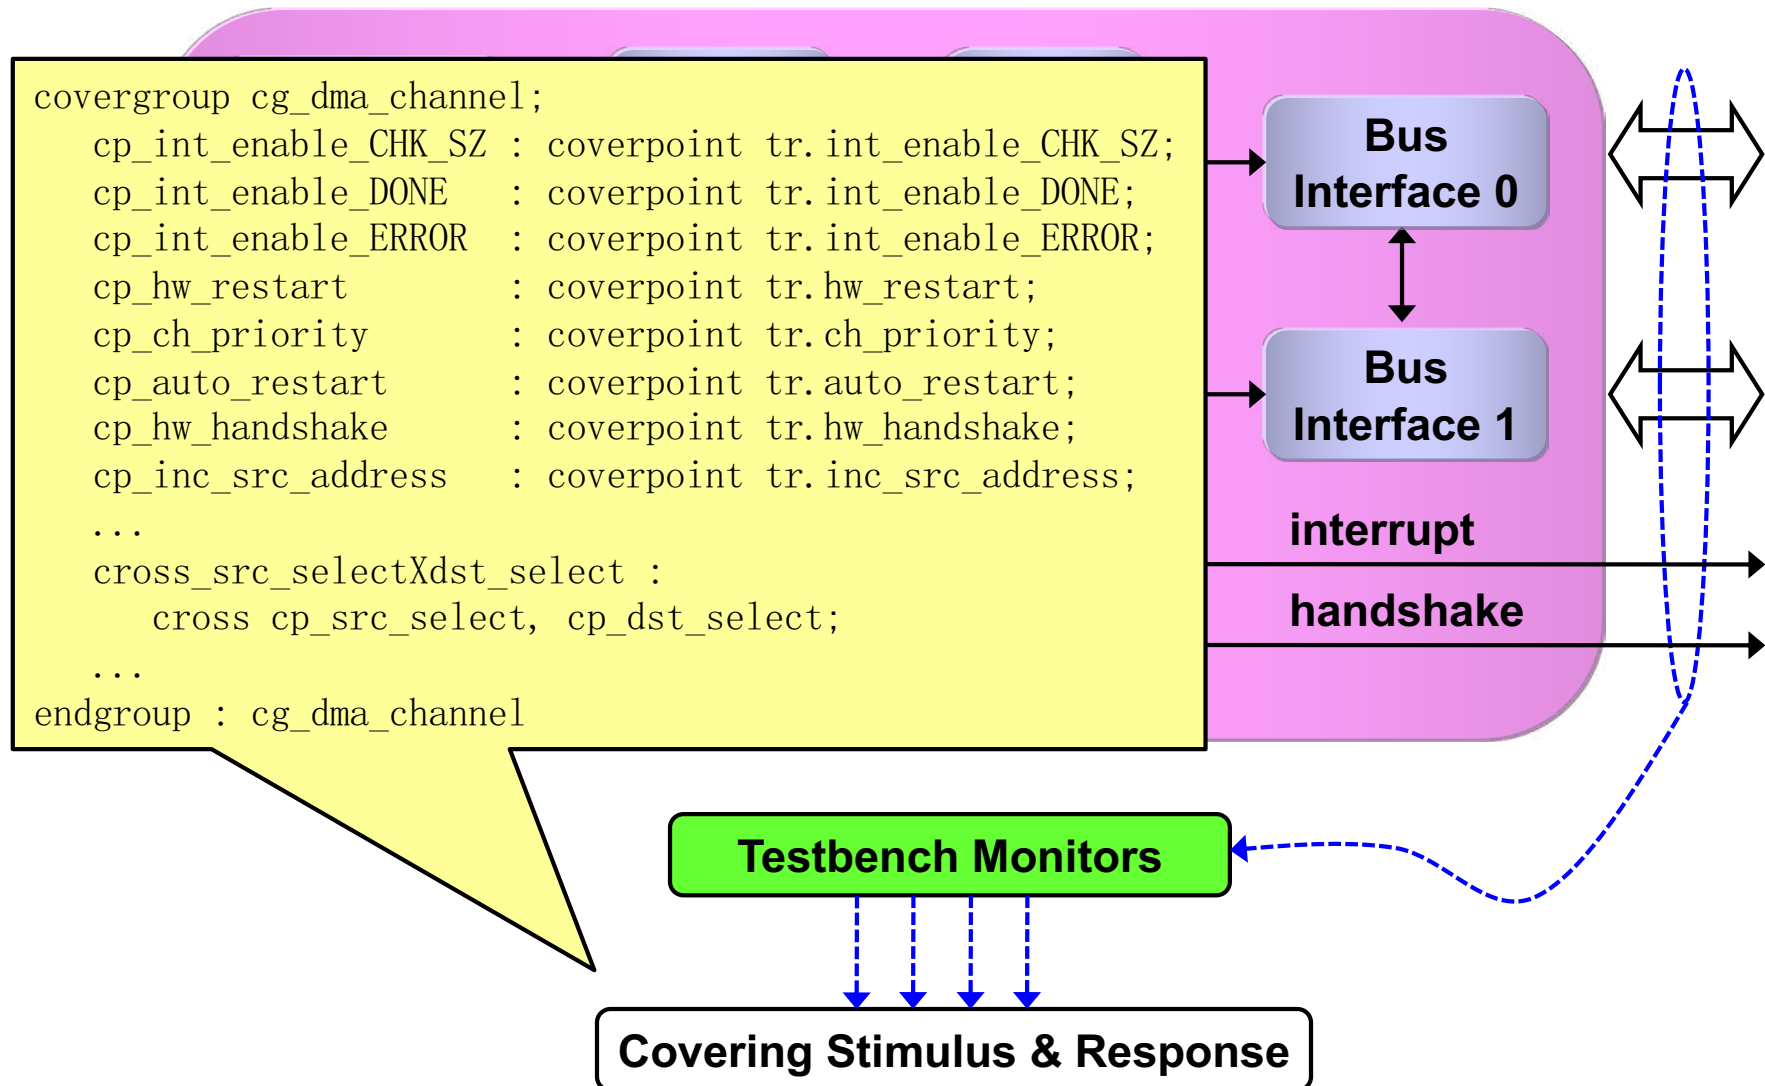 covergroup cg_dma_channel;
cp_int_enable_CHK_SZ : coverpoint tr.int_enable_CHK_SZ;
cp_int_enable_DONE : coverpoint tr.int_enable_DONE;
cp_int_enable_ERROR : coverpoint tr.int_enable_ERROR;
cp_hw_restart : coverpoint tr.hw_restart;
cp_ch_priority : coverpoint tr.ch_priority;
cp_auto_restart : coverpoint tr.auto_restart;
cp_hw_handshake : coverpoint tr.hw_handshake;
cp_inc_src_address : coverpoint tr.inc_src_address;
...
cross_src_selectXdst_select :
cross cp_src_select, cp_dst_select;
...
endgroup : cg_dma_channel
Bus
Interface 0
Bus
Interface 1
interrupt
handshake
Testbench Monitors
Covering Stimulus & Response